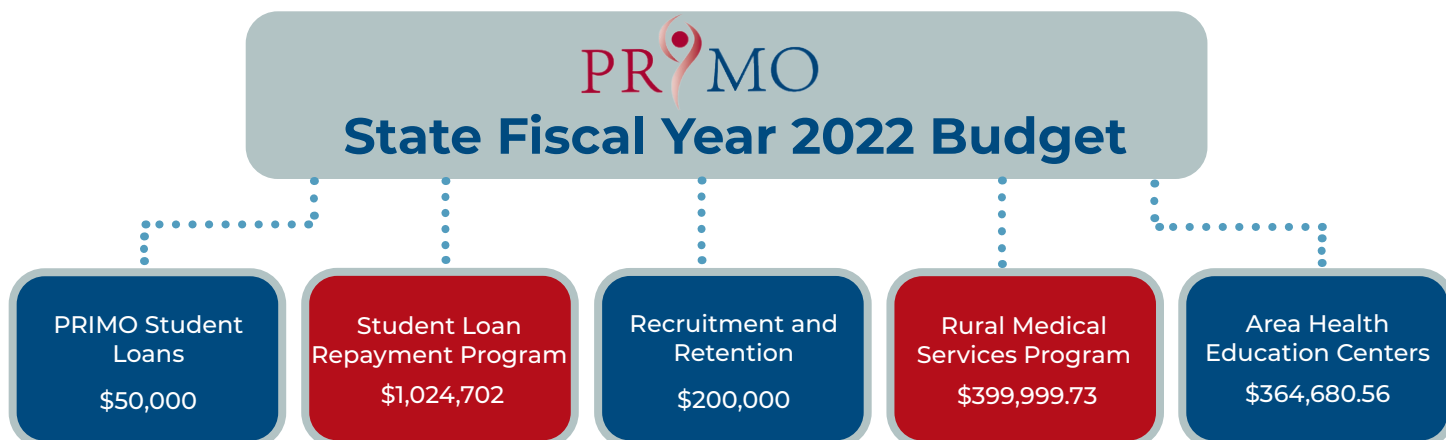 PRIMO
State Fiscal Year 2022 Budget
PRIMO Student
Loans
$50,000
Student Loan
Repayment Program
$1,024,702
Recruitment and
Retention
$200,000
Rural Medical
Services Program
$399,999.73
Area Health
Education Centers
$364,680.56